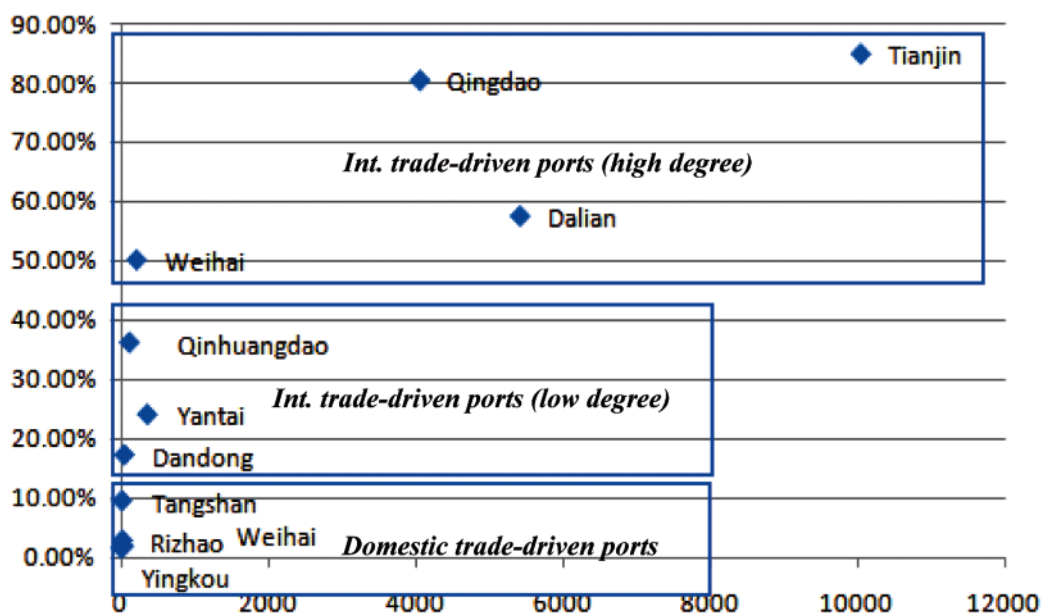 90.00%
Tianjin
80.00%
Qingdao
70.00%
Int. trade-driven ports (high degree)
60.00%
Dalian
50.00%
Weihai
40.00%
Qinhuangdao
30.00%
Int. trade-driven ports (low degree)
Yantai
20.00%
Dandong
10.00%
Tangshan
Rizhao Weihai
Domestic trade-driven ports
0.00%
Yingkou
0 2000 4000 6000 8000 10000 12000